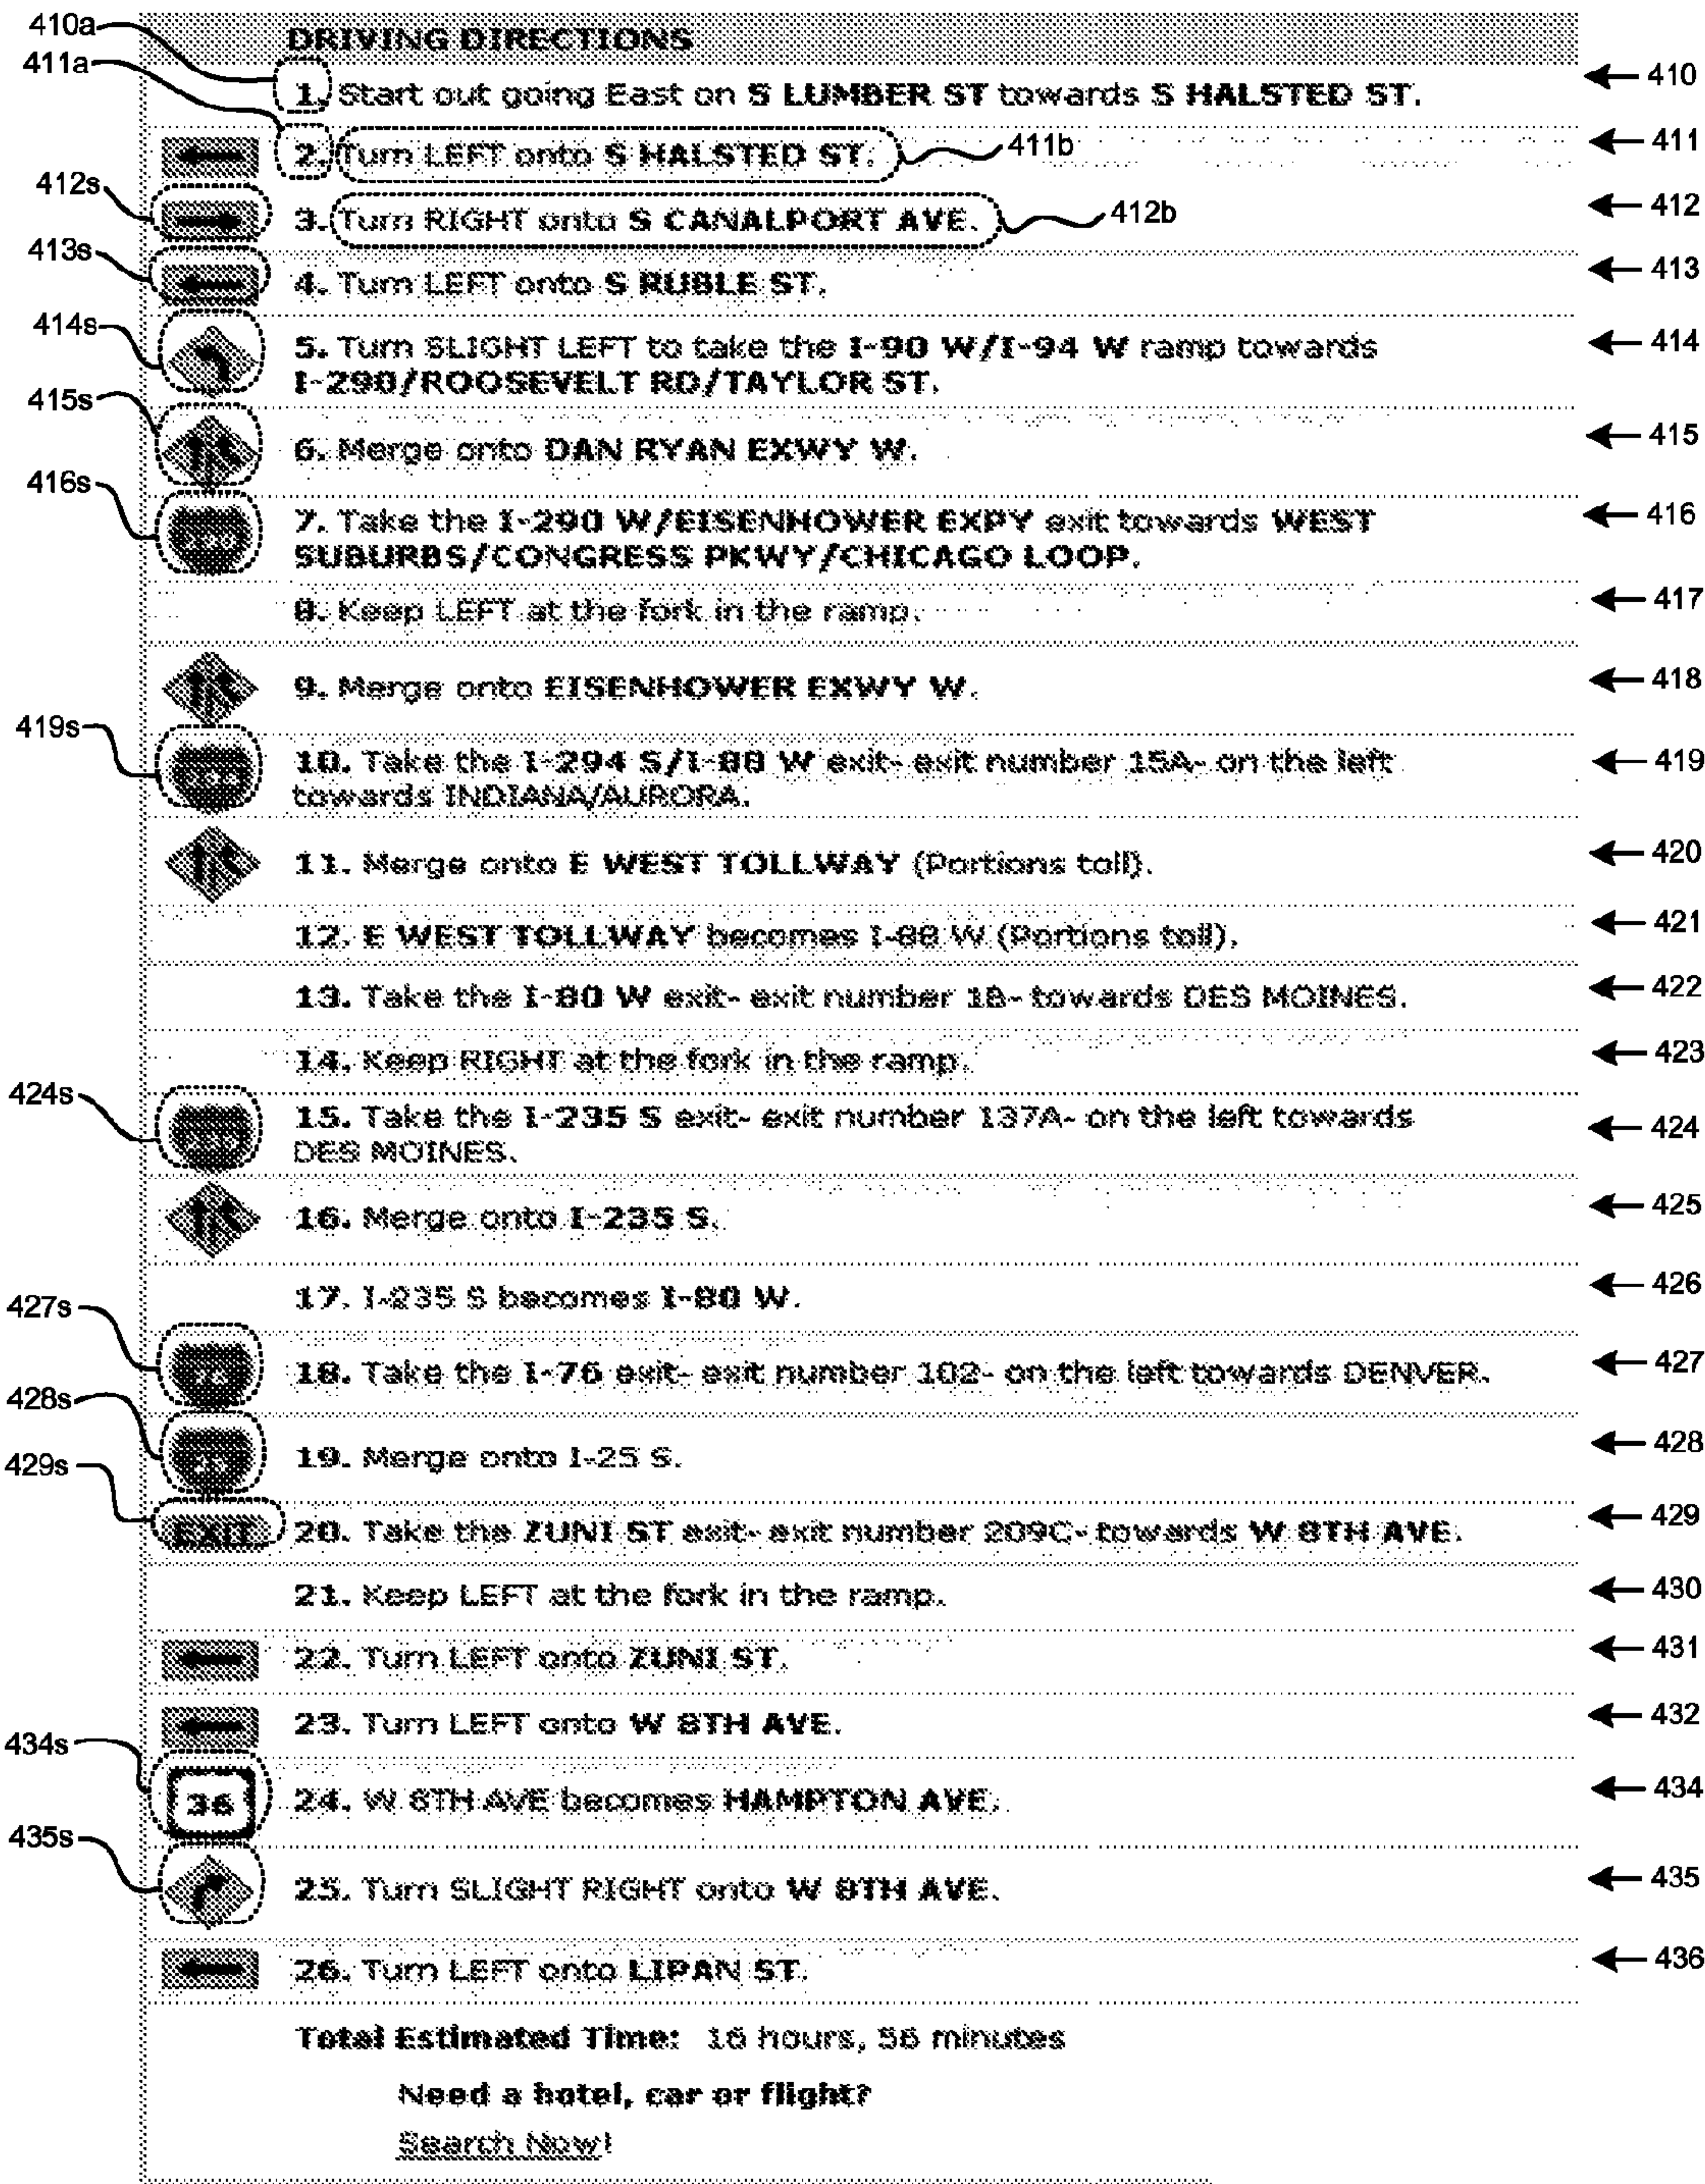 410a
DRIVING DIRECTIONS
411a
1. Start out going East on S LUMBER ST towards S HALSTED ST.
410
2. Turn LEFT onto S HALSTED ST.
411b
411
412s
3. Turn RIGHT onto S CANALPORT AVE.
412b
412
413s
4. Turn LEFT onto S RUBLE ST.
413
414s
5. Turn SLIGHT LEFT to take the I-90 W/I-94 W ramp towards
I-290/ROOSEVELT RD/TAYLOR ST.
414
415s
6. Merge onto DAN RYAN EXWY W.
415
416s
7. Take the I-290 W/EISENHOWER EXPY exit towards WEST
SUBURBS/CONGRESS PKWY/CHICAGO LOOP.
416
8. Keep LEFT at the fork in the ramp.
417
9. Merge onto EISENHOWER EXWY W.
418
419s
10. Take the I-294 S/I-88 W exit- exit number 15A- on the left
towards INDIANA/AURORA.
419
11. Merge onto E WEST TOLLWAY (Portions toll).
420
12. E WEST TOLLWAY becomes I-88 W (Portions toll).
421
13. Take the I-80 W exit- exit number 1B- towards DES MOINES.
422
14. Keep RIGHT at the fork in the ramp.
423
424s
15. Take the I-235 S exit- exit number 137A- on the left towards
DES MOINES.
424
16. Merge onto I-235 S.
425
17. I-235 S becomes I-80 W.
426
427s
18. Take the I-76 exit- exit number 102- on the left towards DENVER.
427
428s
19. Merge onto I-25 S.
428
429s
EXIT
20. Take the ZUNI ST exit- exit number 209C- towards W 8TH AVE.
429
21. Keep LEFT at the fork in the ramp.
430
22. Turn LEFT onto ZUNI ST.
431
23. Turn LEFT onto W 8TH AVE.
432
434s
36
24. W 8TH AVE becomes HAMPTON AVE.
434
435s
25. Turn SLIGHT RIGHT onto W 8TH AVE.
435
26. Turn LEFT onto LIPAN ST.
436
Total Estimated Time: 16 hours, 56 minutes
Need a hotel, car or flight?
Search Now!